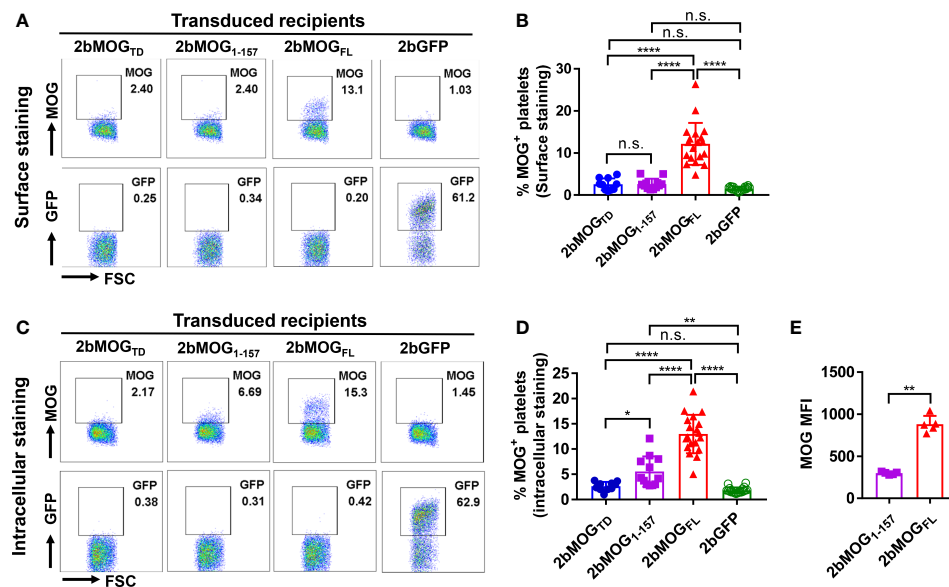 A
Transduced recipients
2bMOGTD 2bMOG1-157 2bMOGFL 2bGFP
Surface staining
MOG
MOG 2.40
MOG 2.40
MOG 13.1
MOG 1.03
GFP
GFP 0.25
GFP 0.34
GFP 0.20
GFP 61.2
FSC
B
n.s.
n.s.
****
**** ****
n.s.
% MOG+ platelets
(Surface staining)
30
20
10
0
2bMOGTD 2bMOG1-157 2bMOGFL 2bGFP
C
Transduced recipients
2bMOGTD 2bMOG1-157 2bMOGFL 2bGFP
Intracellular staining
MOG
MOG 2.17
MOG 6.69
MOG 15.3
MOG 1.45
GFP
GFP 0.38
GFP 0.31
GFP 0.42
GFP 62.9
FSC
D
**
n.s.
****
**** ****
*
% MOG+ platelets
(intracellular staining)
25
20
15
10
5
0
2bMOGTD 2bMOG1-157 2bMOGFL 2bGFP
E
**
MOG MFI
1500
1000
500
0
2bMOG1-157 2bMOGFL